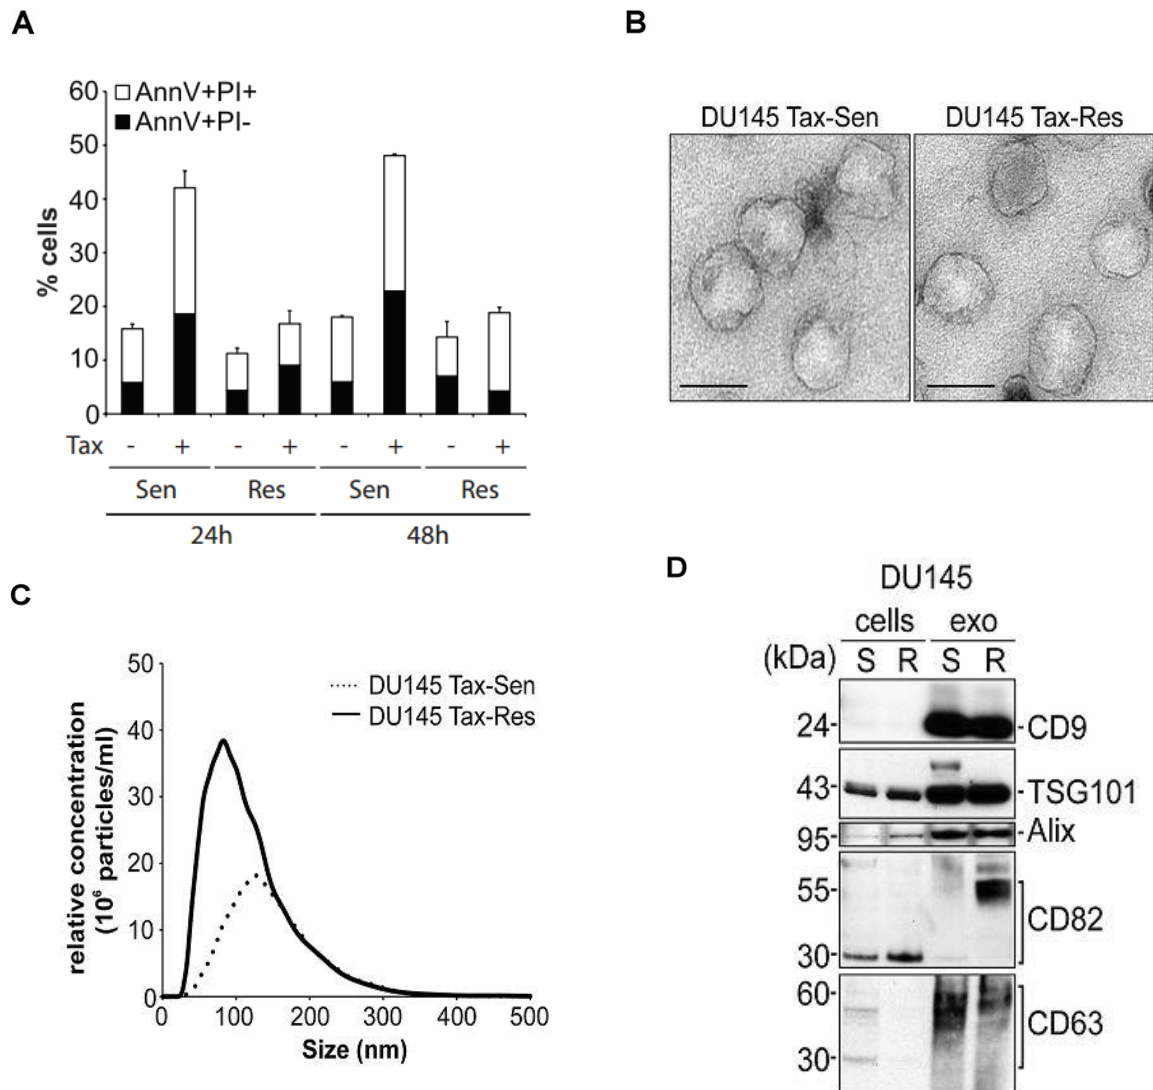 A
60
50
40
30
20
10
0
% cells
AnnV+PI+
AnnV+PI-
Tax - + - + - + - +
Sen Res Sen Res
24h 48h
B
DU145 Tax-Sen DU145 Tax-Res
C
50
40
30
20
10
0
relative concentration
(10⁶ particles/ml)
DU145 Tax-Sen
DU145 Tax-Res
0 100 200 300 400 500
Size (nm)
D
DU145
cells exo
(kDa) S R S R
24- -CD9
43- -TSG101
95- -Alix
55-
CD82
30-
60-
CD63
30-